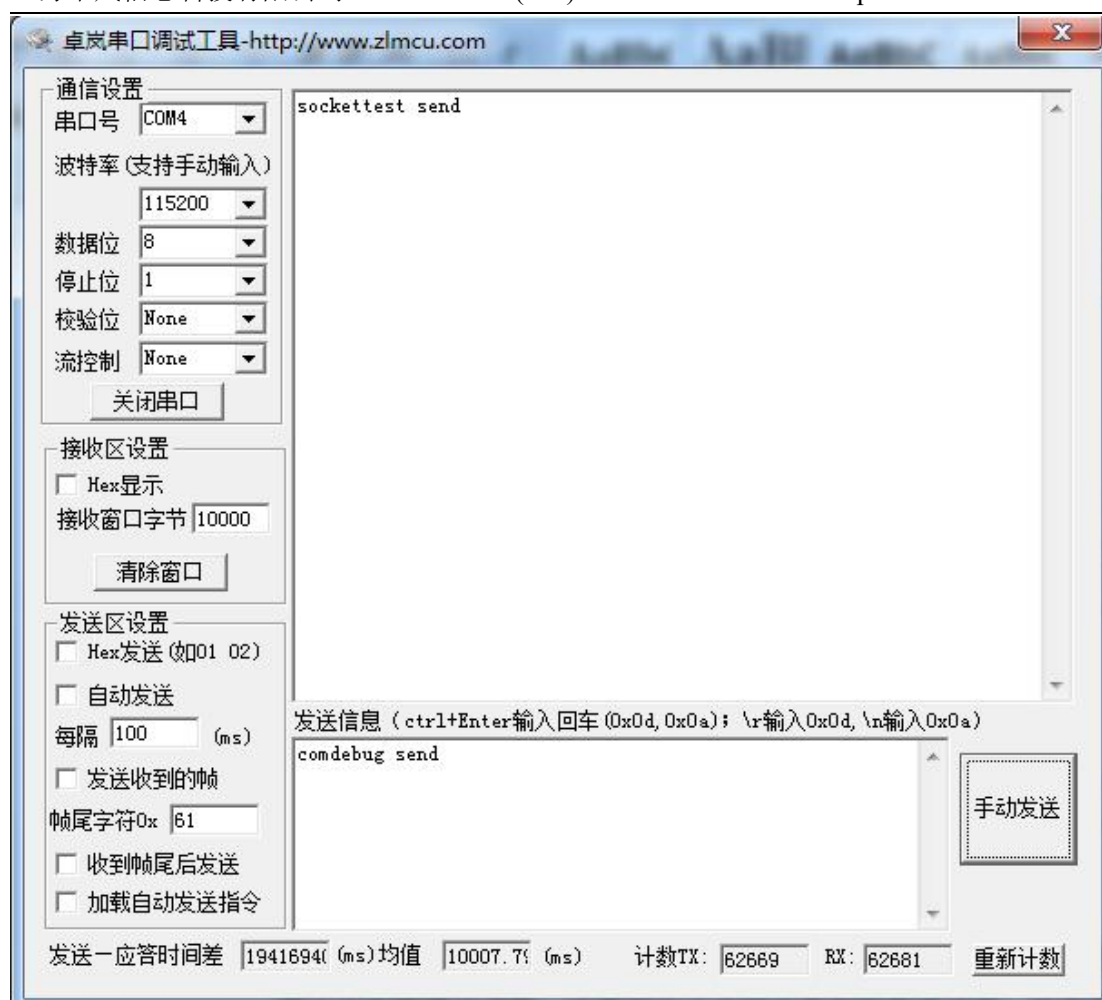 卓岚串口调试工具-http://www.zlmcu.com
通信设置
串口号 COM4
波特率(支持手动输入)
115200
数据位 8
停止位 1
校验位 None
流控制 None
关闭串口
接收区设置
Hex显示
接收窗口字节 10000
清除窗口
发送区设置
Hex发送(如01 02)
自动发送
每隔 100 (ms)
发送收到的帧
帧尾字符0x 61
收到帧尾后发送
加载自动发送指令
sockettest send
发送信息(ctrl+Enter输入回车(0x0d,0x0a); \r输入0x0d,\n输入0x0a)
comdebug send
手动发送
发送一应答时间差 (ms)均值 (ms) 计数TX: 62669 RX: 62681 重新计数